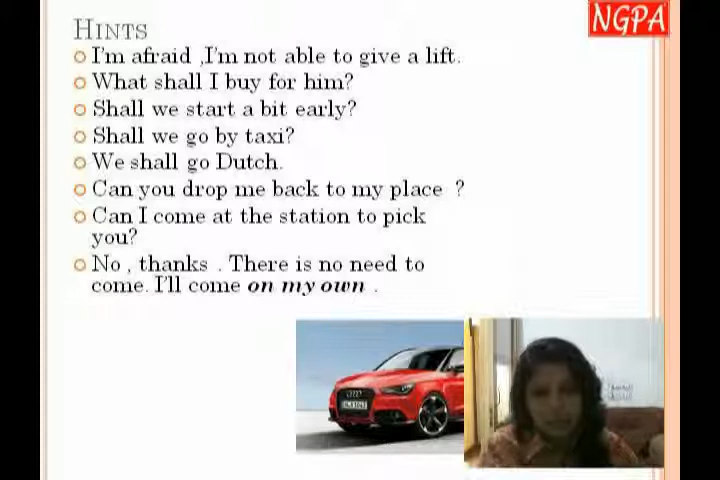 HINTS
NGPA
I'm afraid ,I'm not able to give a lift.
What shall I buy for him?
Shall we start a bit early?
Shall we go by taxi?
We shall go Dutch.
Can you drop me back to my place ?
Can I come at the station to pick
you?
No , thanks . There is no need to
come. I'll come on my own .